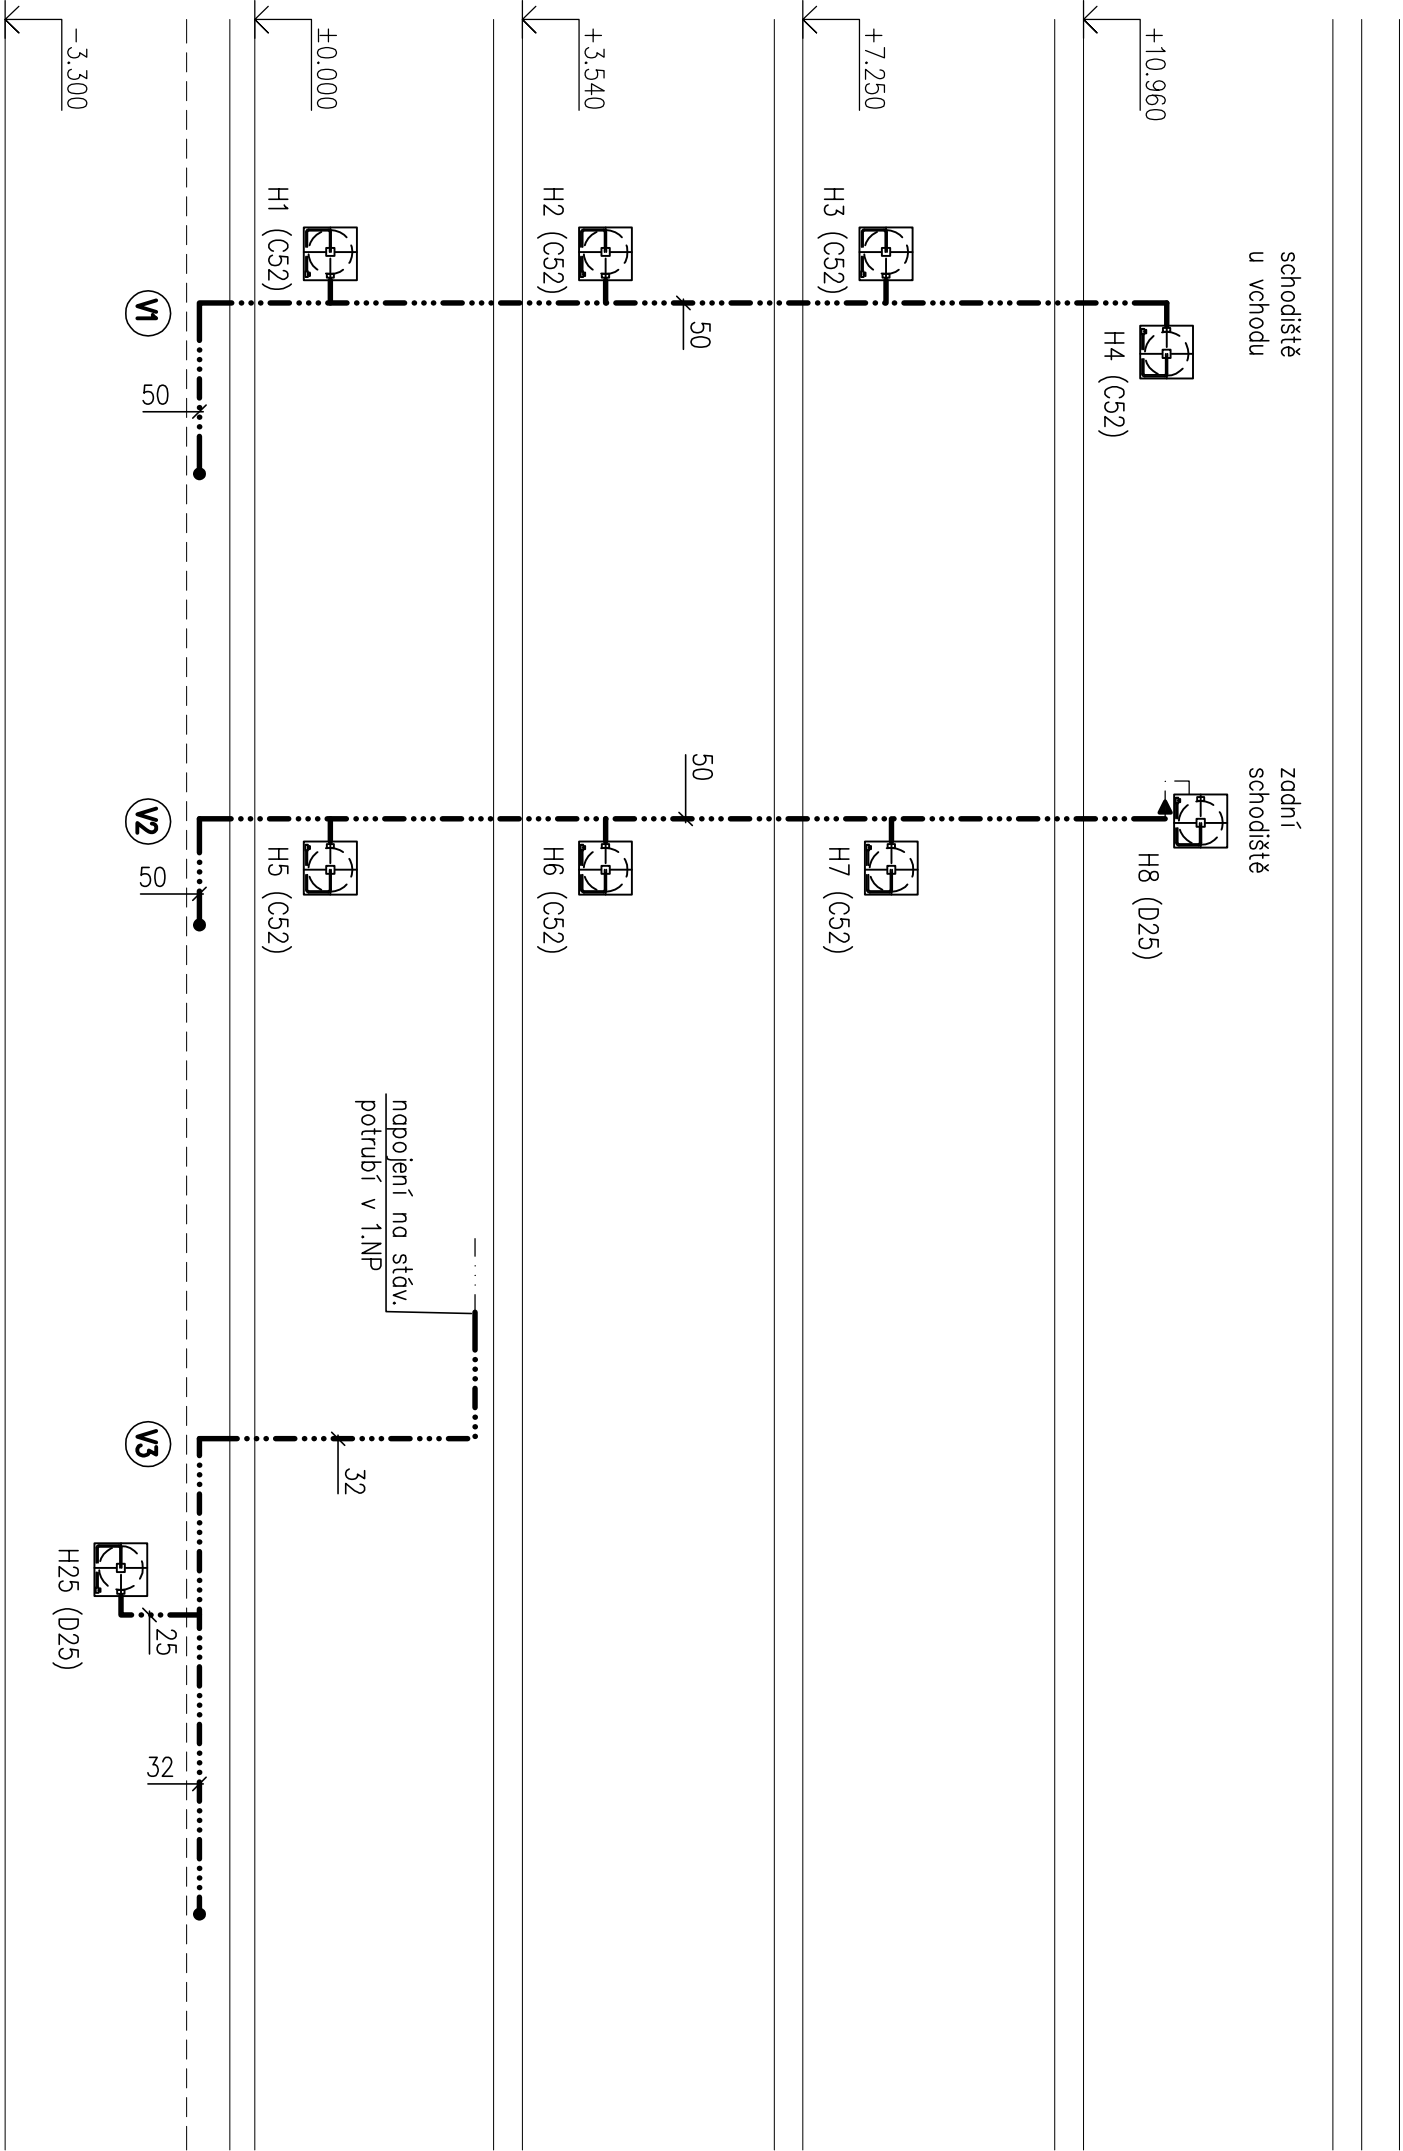 schodiště
u vchodu
zadní
schodiště
+10.960
H4 (C52)
H8 (D25)
+7.250
H3 (C52)
H7 (C52)
50
50
+3.540
H2 (C52)
H6 (C52)
napojení na stáv.
potrubí v 1.NP
32
±0.000
H1 (C52)
H5 (C52)
V1
50
V2
50
V3
25
32
H25 (D25)
-3.300